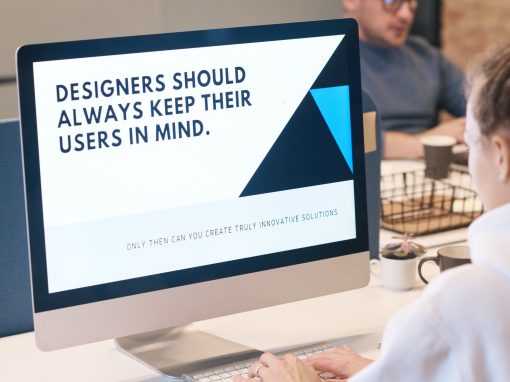 DESIGNERS SHOULD
ALWAYS KEEP THEIR
USERS IN MIND.
ONLY THEN CAN YOU CREATE TRULY INNOVATIVE SOLUTIONS